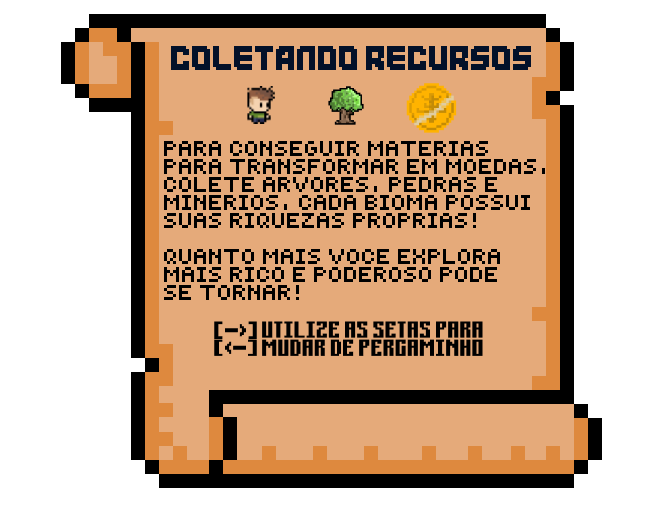 COLETANDO RECURSOS
PARA CONSEGUIR MATERIAS
PARA TRANSFORMAR EM MOEDAS,
COLETE ARVORES, PEDRAS E
MINERIOS, CADA BIOMA POSSUI
SUAS RIQUEZAS PROPRIAS!
QUANTO MAIS VOCE EXPLORA
MAIS RICO E PODEROSO PODE
SE TORNAR!
[->] UTILIZE AS SETAS PARA
[<-] MUDAR DE PERGAMINHO